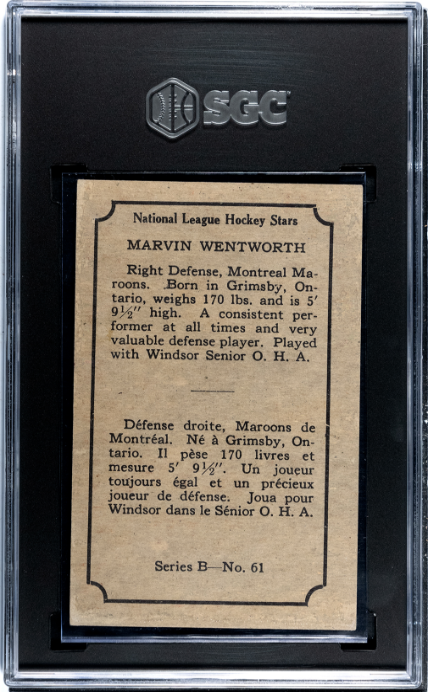 SGC
National League Hockey Stars
MARVIN WENTWORTH
Right Defense, Montreal Ma-
roons. Born in Grimsby, On-
tario, weighs 170 lbs. and is 5'
9½" high. A consistent per-
former at all times and very
valuable defense player. Played
with Windsor Senior O. H. A.
Défense droite, Maroons de
Montréal. Né à Grimsby, On-
tario. Il pèse 170 livres et
mesure 5' 9½". Un joueur
toujours égal et un précieux
joueur de défense. Joua pour
Windsor dans le Sénior O. H. A.
Series B—No. 61